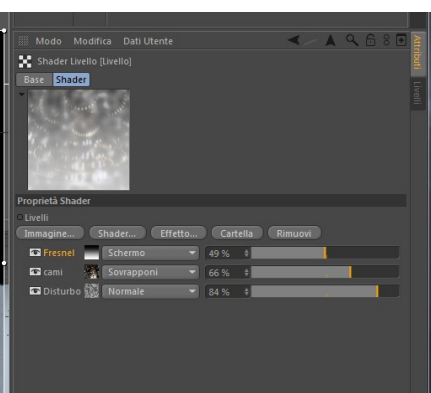 Modo Modifica Dati Utente
Shader Livello [Livello]
Base Shader
Proprietà Shader
Livelli
Immagine... Shader... Effetto... Cartella Rimuovi
Fresnel Schermo 49 %
cami Sovrapponi 66 %
Disturbo Normale 84 %
Attributi
Livelli